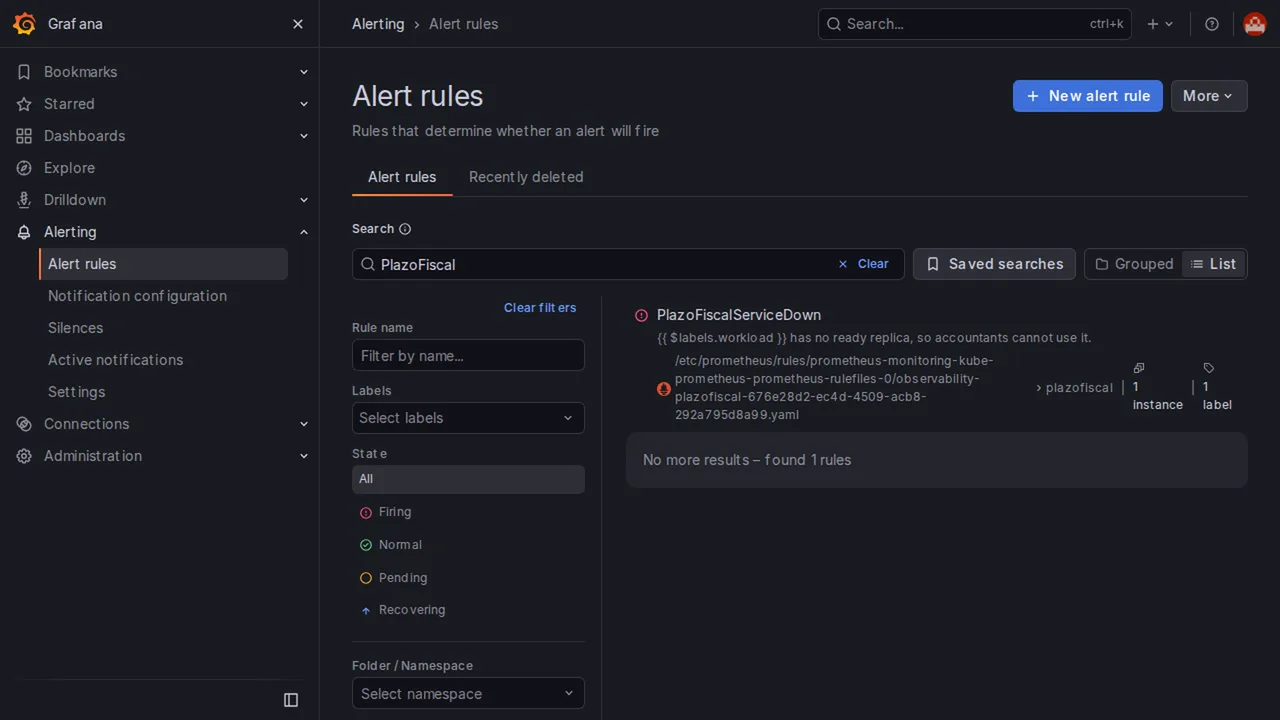 Grafana
Alerting › Alert rules
Search...
ctrl+k
Bookmarks
Starred
Dashboards
Explore
Drilldown
Alerting
Alert rules
Notification configuration
Silences
Active notifications
Settings
Connections
Administration
Alert rules
Rules that determine whether an alert will fire
New alert rule
More
Alert rules
Recently deleted
Search
PlazoFiscal
Clear
Saved searches
Grouped
List
Clear filters
Rule name
Filter by name...
Labels
Select labels
State
All
Firing
Normal
Pending
Recovering
Folder / Namespace
Select namespace
PlazoFiscalServiceDown
{{ $labels.workload }} has no ready replica, so accountants cannot use it.
/etc/prometheus/rules/prometheus-monitoring-kube-
prometheus-prometheus-rulefiles-0/observability-
plazofiscal-676e28d2-ec4d-4509-acb8-
292a795d8a99.yaml
› plazofiscal
1
instance
1
label
No more results – found 1 rules